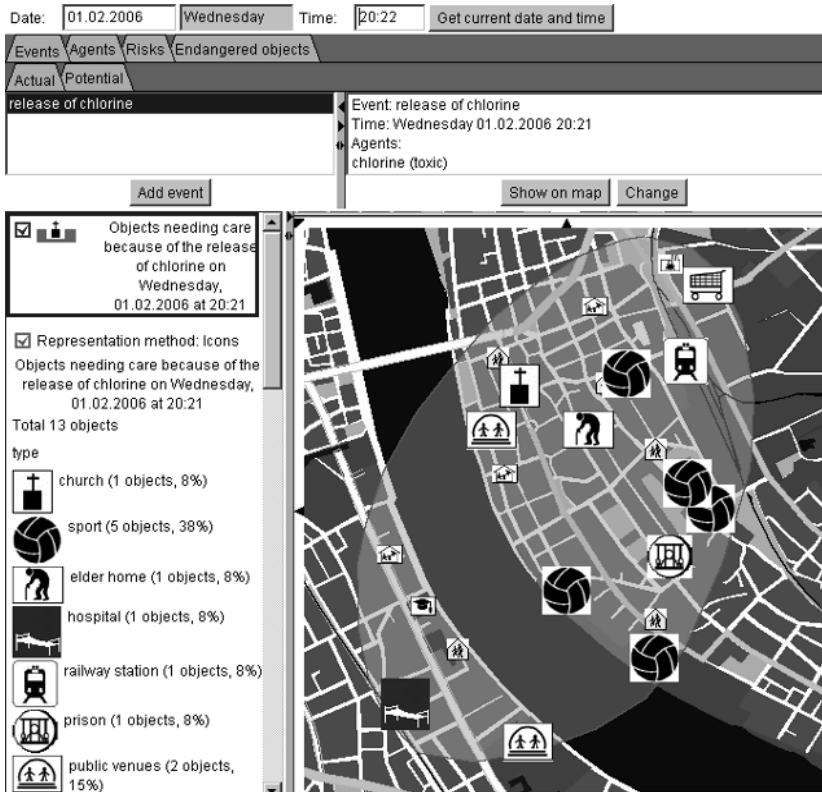 Date: 01.02.2006 Wednesday Time: 20:22 Get current date and time
Events Agents Risks Endangered objects
Actual Potential
release of chlorine
Event: release of chlorine
Time: Wednesday 01.02.2006 20:21
Agents:
chlorine (toxic)
Add event
Show on map Change
Objects needing care
because of the release
of chlorine on
Wednesday,
01.02.2006 at 20:21
Representation method: Icons
Objects needing care because of the
release of chlorine on Wednesday,
01.02.2006 at 20:21
Total 13 objects
type
church (1 objects, 8%)
sport (5 objects, 38%)
elder home (1 objects, 8%)
hospital (1 objects, 8%)
railway station (1 objects, 8%)
prison (1 objects, 8%)
public venues (2 objects,
15%)